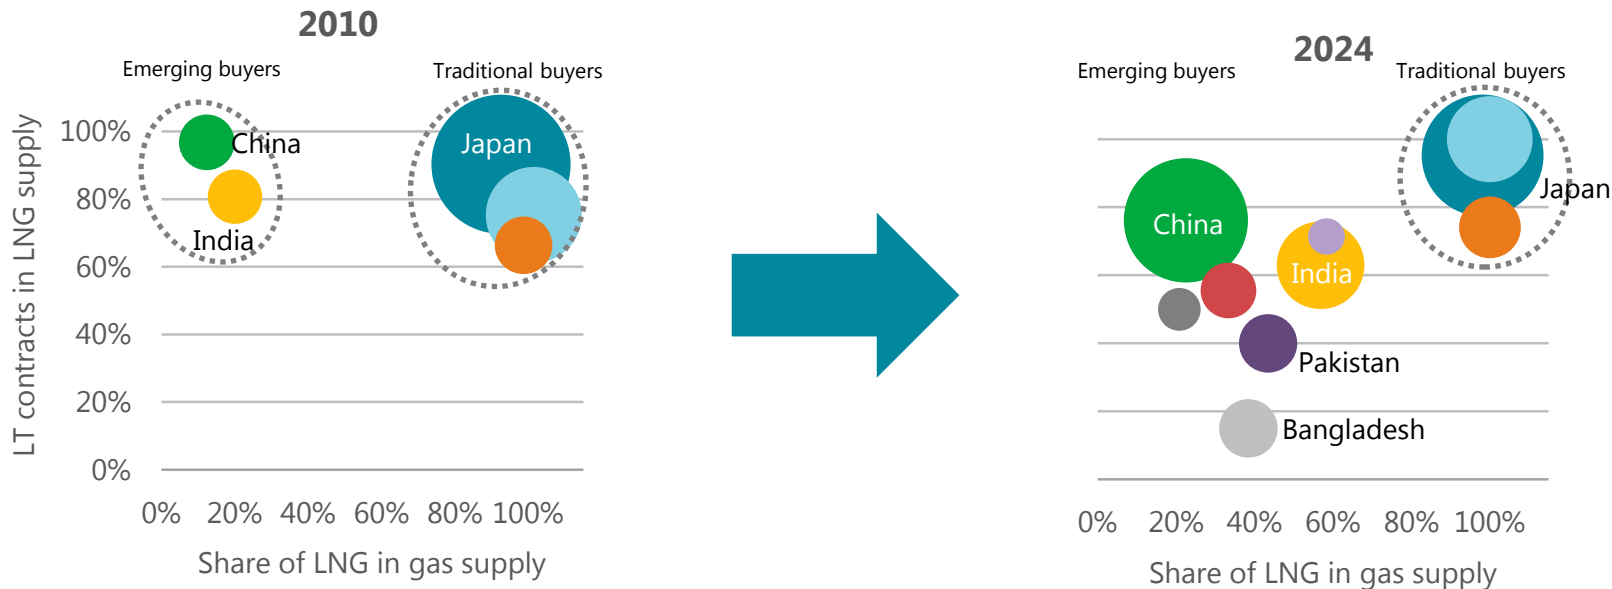 2010
Emerging buyers
Traditional buyers
LT contracts in LNG supply
100%
80%
60%
40%
20%
0%
China
India
Japan
0% 20% 40% 60% 80% 100%
Share of LNG in gas supply
2024
Emerging buyers
Traditional buyers
Japan
China
India
Pakistan
Bangladesh
0% 20% 40% 60% 80% 100%
Share of LNG in gas supply